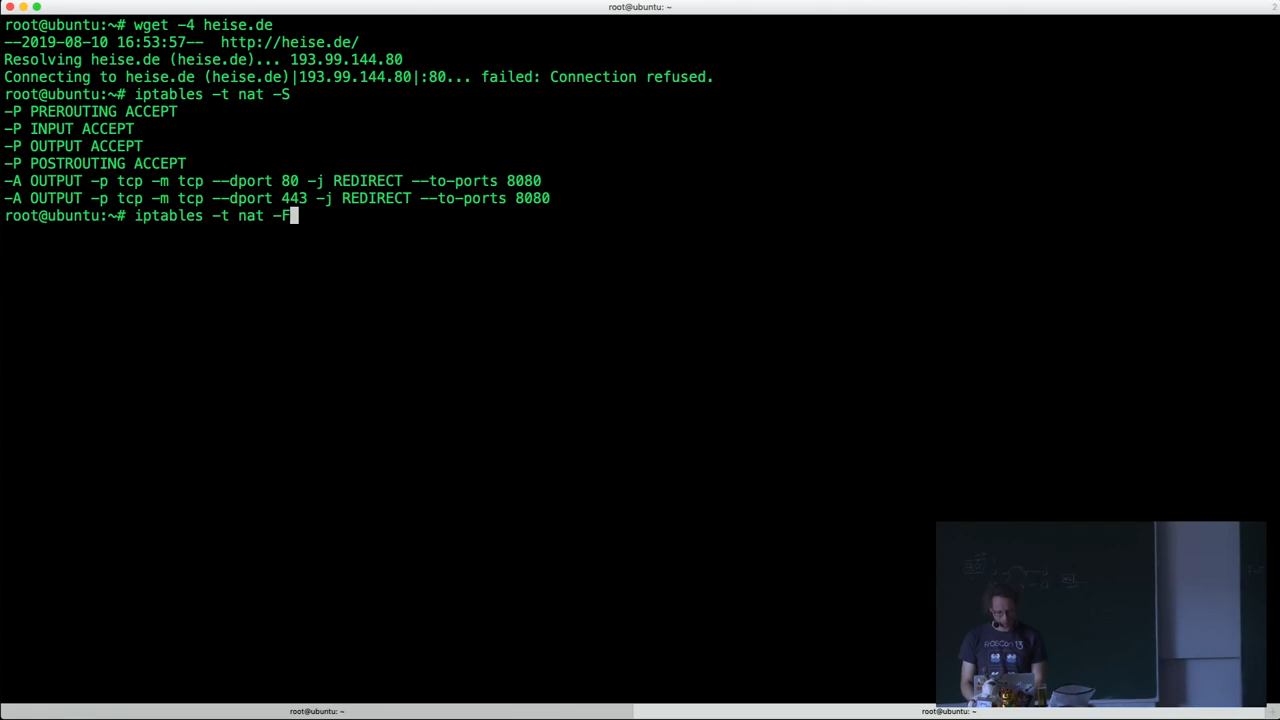 root@ubuntu: ~
2
root@ubuntu:~# wget -4 heise.de
--2019-08-10 16:53:57--  http://heise.de/
Resolving heise.de (heise.de)... 193.99.144.80
Connecting to heise.de (heise.de)|193.99.144.80|:80... failed: Connection refused.
root@ubuntu:~# iptables -t nat -S
-P PREROUTING ACCEPT
-P INPUT ACCEPT
-P OUTPUT ACCEPT
-P POSTROUTING ACCEPT
-A OUTPUT -p tcp -m tcp --dport 80 -j REDIRECT --to-ports 8080
-A OUTPUT -p tcp -m tcp --dport 443 -j REDIRECT --to-ports 8080
root@ubuntu:~# iptables -t nat -F
root@ubuntu: ~
root@ubuntu: ~